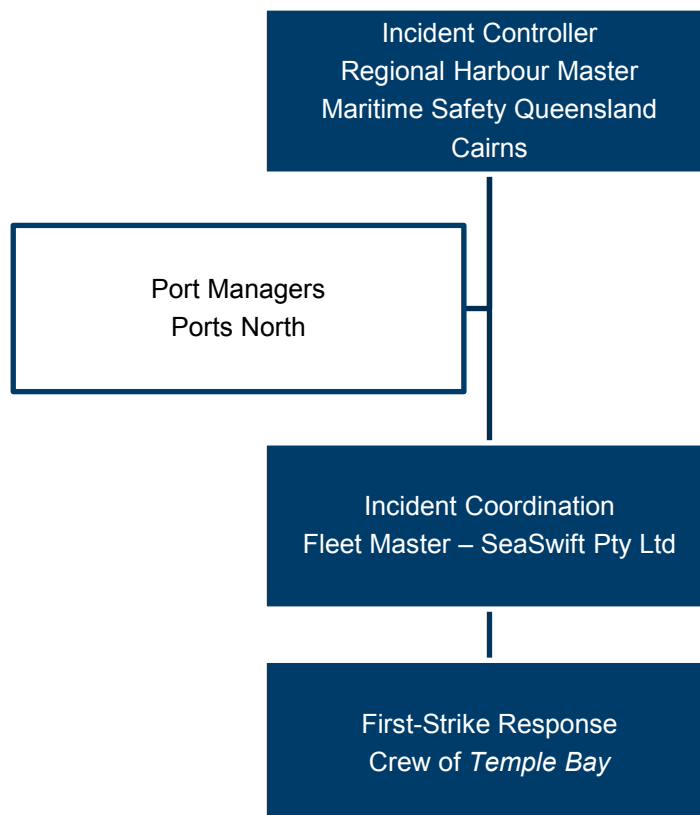 Incident Controller
Regional Harbour Master
Maritime Safety Queensland
Cairns
Port Managers
Ports North
Incident Coordination
Fleet Master – SeaSwift Pty Ltd
First-Strike Response
Crew of Temple Bay